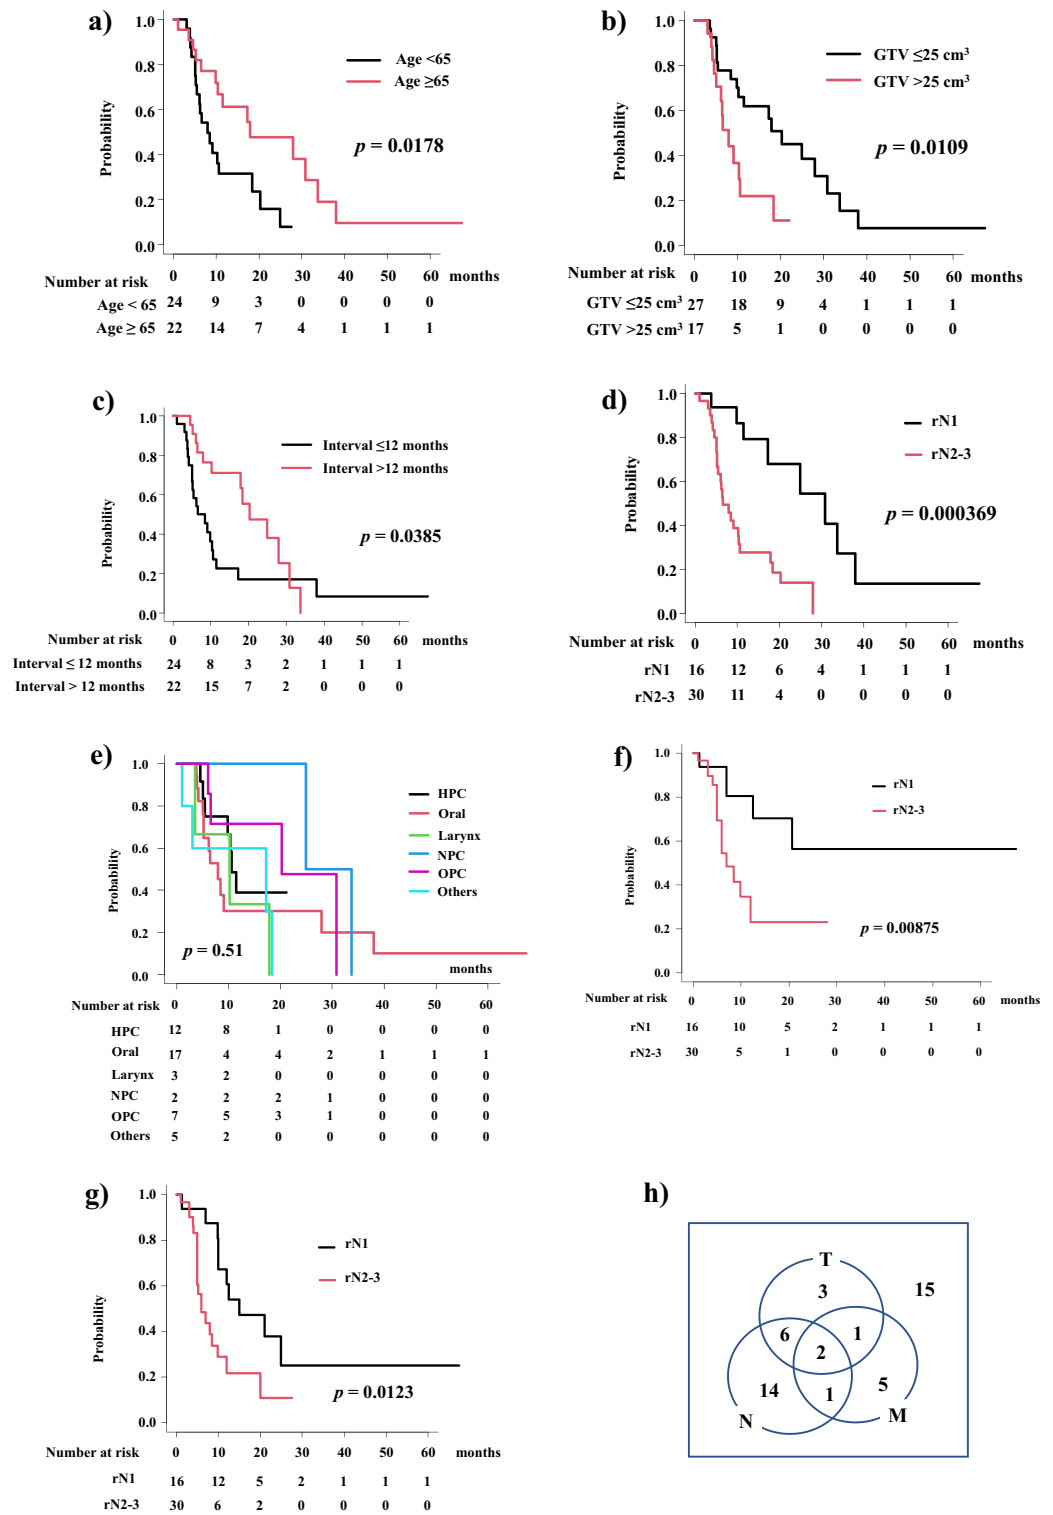 a)
1.0
0.8
0.6
0.4
0.2
0.0
Probability
Age <65
Age ≥65
p = 0.0178
0 10 20 30 40 50 60 months
Number at risk
Age < 65 24 9 3 0 0 0 0
Age ≥ 65 22 14 7 4 1 1 1
b)
1.0
0.8
0.6
0.4
0.2
0.0
Probability
GTV ≤25 cm³
GTV >25 cm³
p = 0.0109
Number at risk 0 10 20 30 40 50 60 months
GTV ≤25 cm³ 27 18 9 4 1 1 1
GTV >25 cm³ 17 5 1 0 0 0 0
c)
1.0
0.8
0.6
0.4
0.2
0.0
Probability
Interval ≤12 months
Interval >12 months
p = 0.0385
Number at risk 0 10 20 30 40 50 60 months
Interval ≤ 12 months 24 8 3 2 1 1 1
Interval > 12 months 22 15 7 2 0 0 0
d)
1.0
0.8
0.6
0.4
0.2
0.0
Probability
rN1
rN2-3
p = 0.000369
Number at risk 0 10 20 30 40 50 60 months
rN1 16 12 6 4 1 1 1
rN2-3 30 11 4 0 0 0 0
e)
1.0
0.8
0.6
0.4
0.2
0.0
Probability
HPC
Oral
Larynx
NPC
OPC
Others
p = 0.51
months
Number at risk 0 10 20 30 40 50 60
HPC 12 8 1 0 0 0 0
Oral 17 4 4 2 1 1 1
Larynx 3 2 0 0 0 0 0
NPC 2 2 2 1 0 0 0
OPC 7 5 3 1 0 0 0
Others 5 2 0 0 0 0 0
f)
1.0
0.8
0.6
0.4
0.2
0.0
Probability
rN1
rN2-3
p = 0.00875
Number at risk 0 10 20 30 40 50 60 months
rN1 16 10 5 2 1 1 1
rN2-3 30 5 1 0 0 0 0
g)
1.0
0.8
0.6
0.4
0.2
0.0
Probability
rN1
rN2-3
p = 0.0123
Number at risk 0 10 20 30 40 50 60 months
rN1 16 12 5 2 1 1 1
rN2-3 30 6 2 0 0 0 0
h)
T
3 15
6 1
2
14 1 5
N M